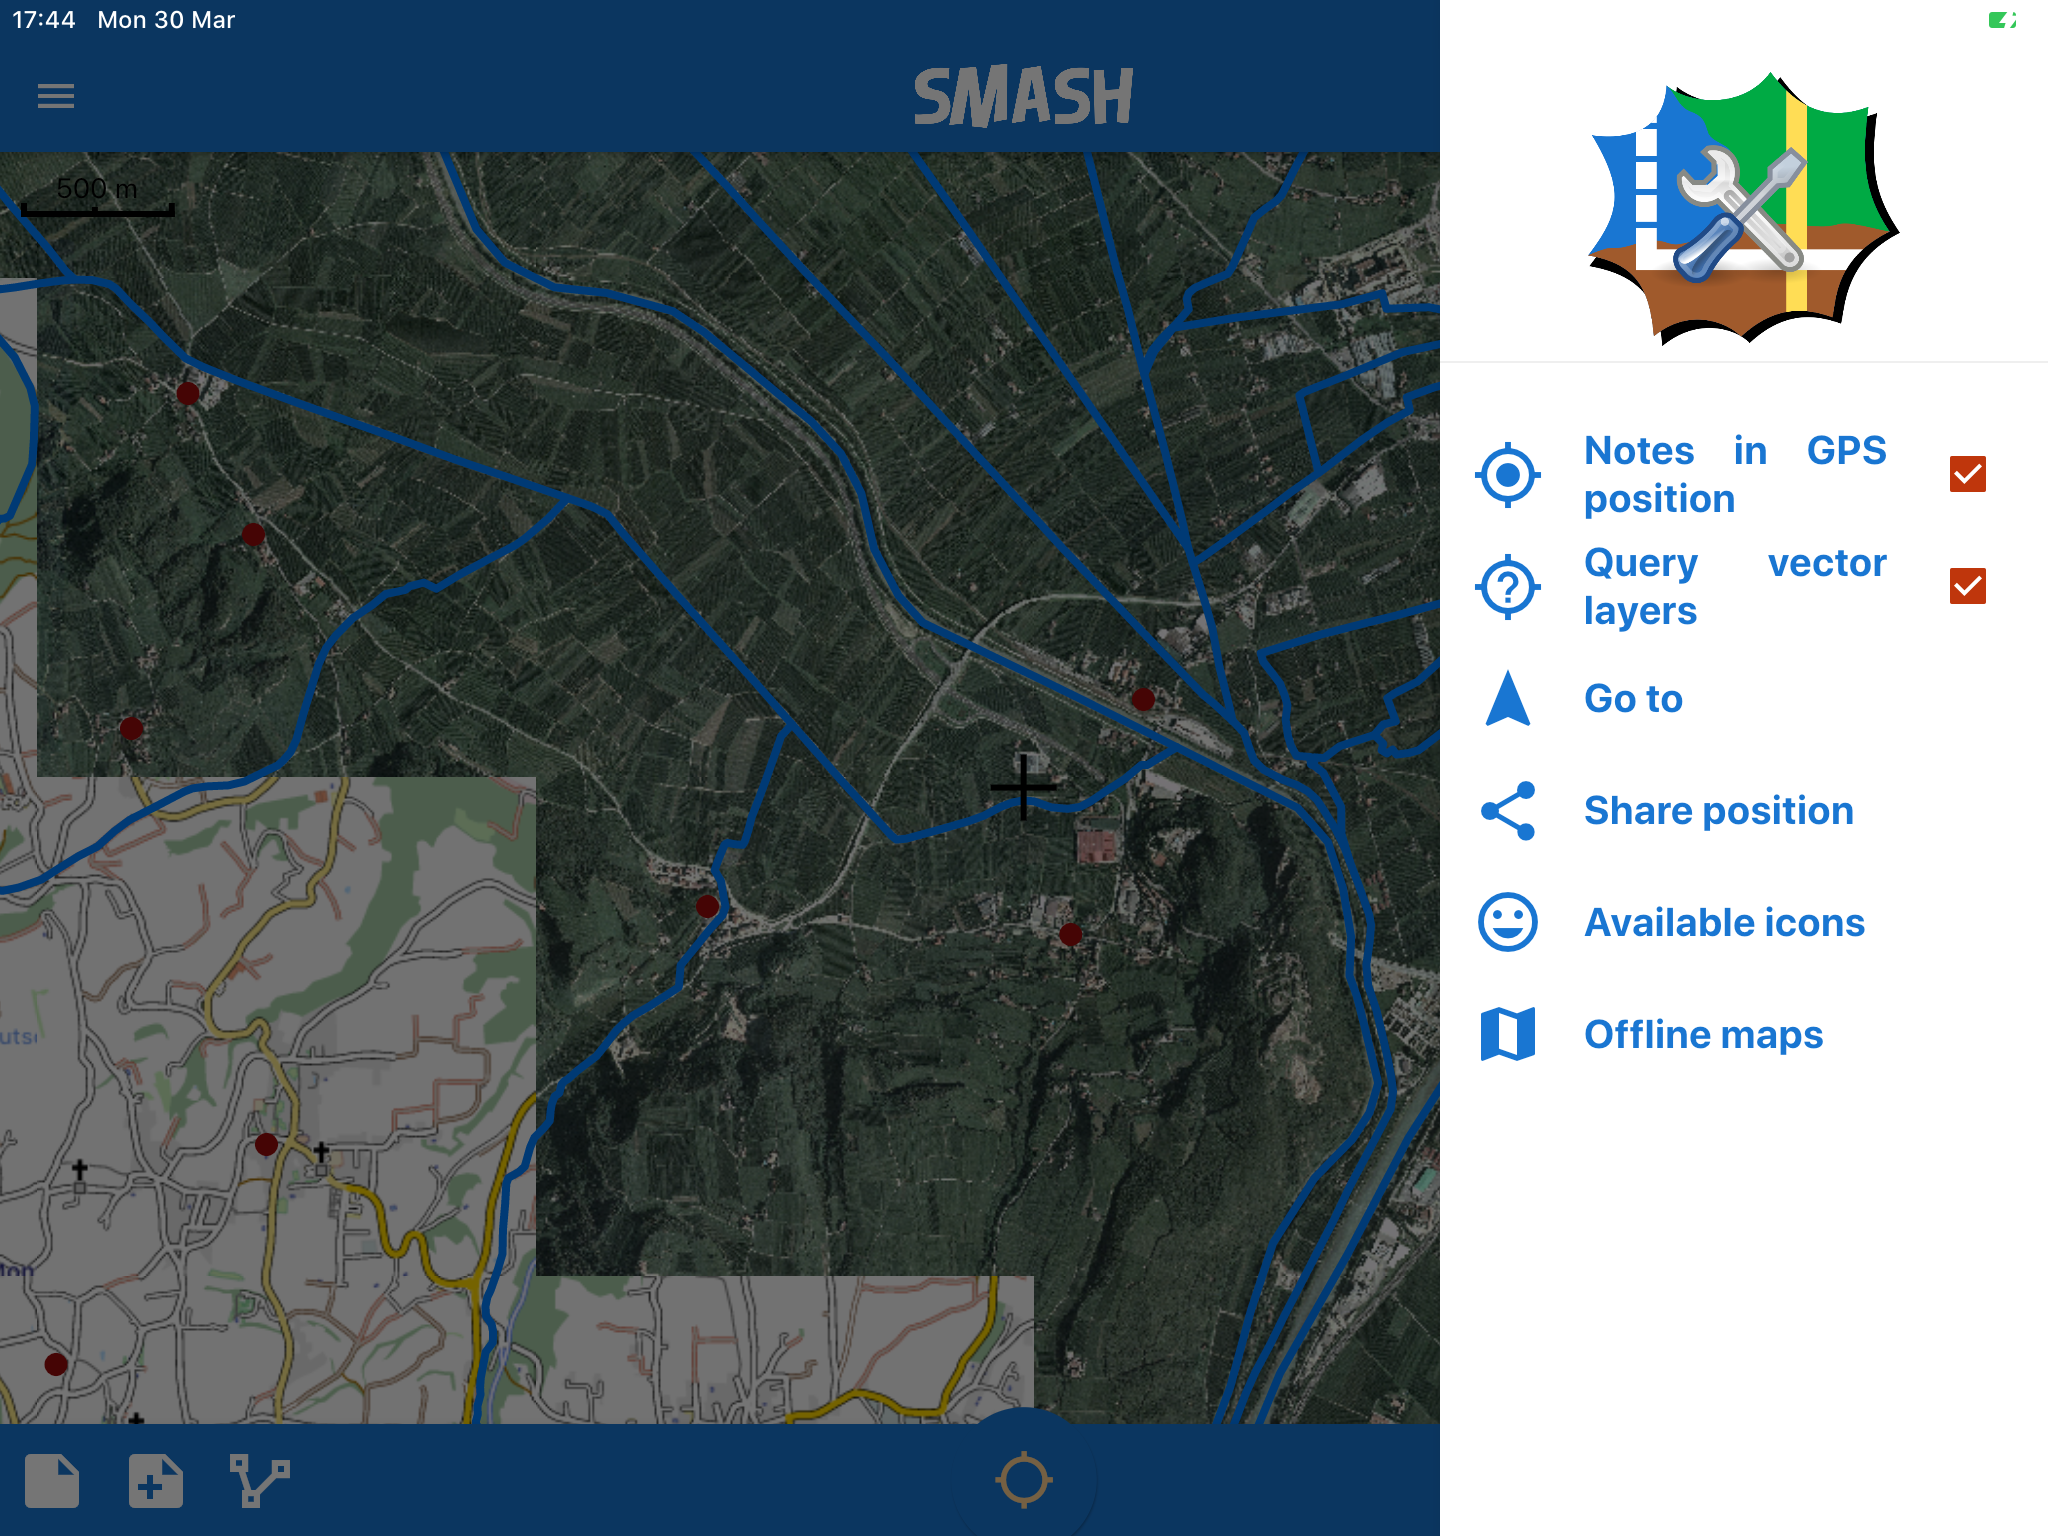 17:44 Mon 30 Mar
SMASH
500 m
Notes in GPS
position
Query vector
layers
Go to
Share position
Available icons
Offline maps